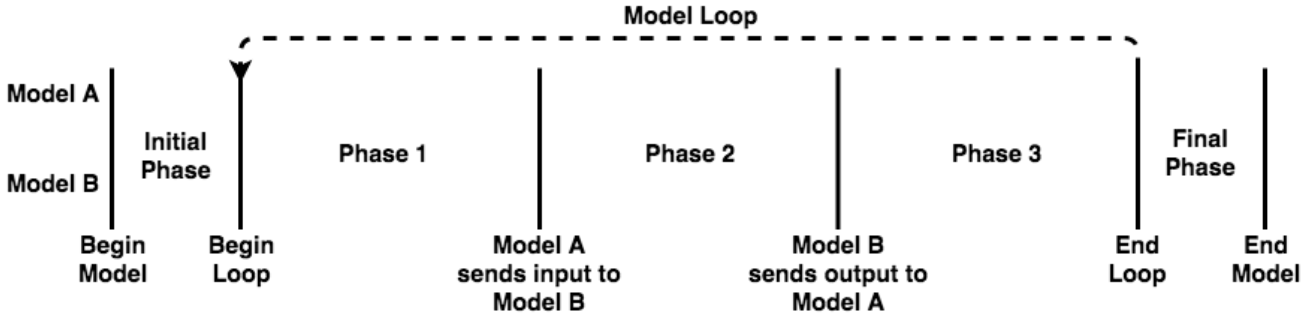 Model Loop
Model A
Model B
Initial
Phase
Phase 1
Phase 2
Phase 3
Final
Phase
Begin
Model
Begin
Loop
Model A
sends input to
Model B
Model B
sends output to
Model A
End
Loop
End
Model